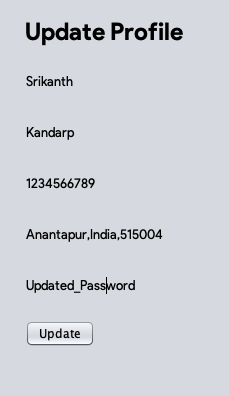 Update Profile
Srikanth
Kandarp
1234566789
Anantapur,India,515004
Updated_Password
Update